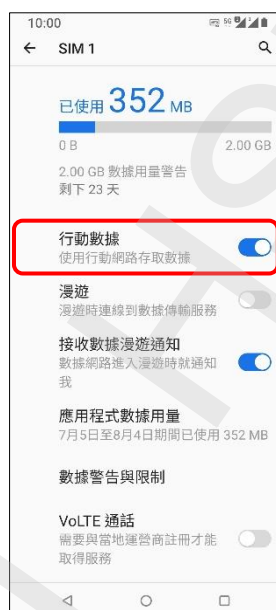 10:00
5G
SIM 1
已使用 352 MB
0 B 2.00 GB
2.00 GB 數據用量警告
剩下 23 天
行動數據
使用行動網路存取數據
漫遊
漫遊時連線到數據傳輸服務
接收數據漫遊通知
數據網路進入漫遊時就通知
我
應用程式數據用量
7月5日至8月4日期間已使用 352 MB
數據警告與限制
VoLTE 通話
需要與當地運營商註冊才能
取得服務